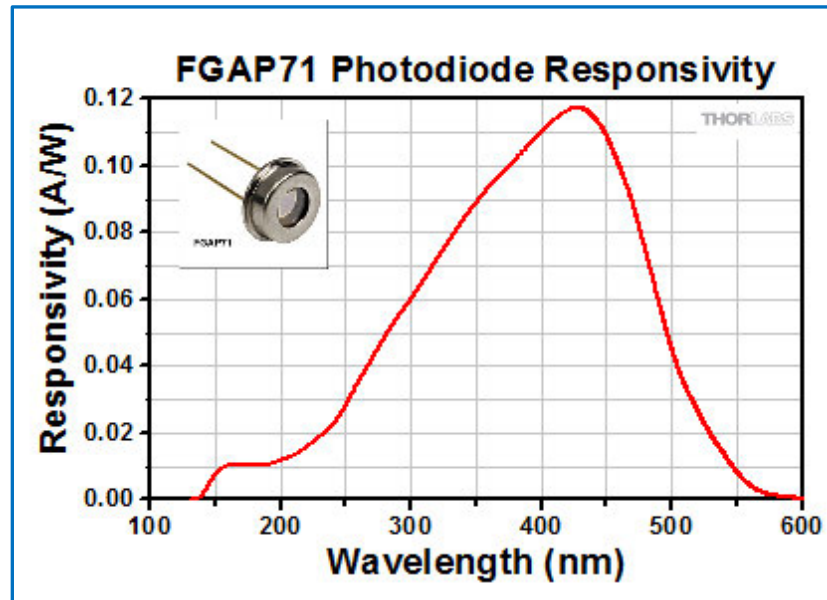 FGAP71 Photodiode Responsivity
0.12
0.10
0.08
0.06
0.04
0.02
0.00
Responsivity (A/W)
THORLABS
FGAP71
100 200 300 400 500 600
Wavelength (nm)